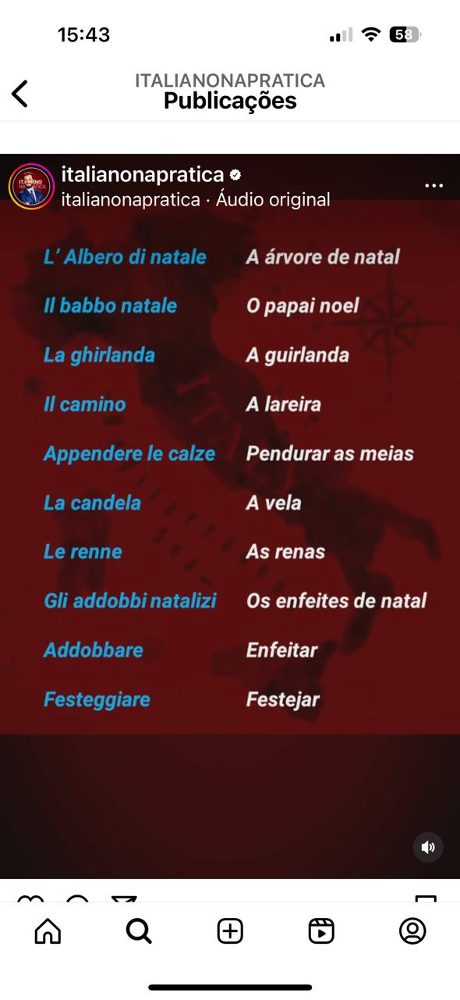 15:43
58
ITALIANONAPRATICA
Publicações
italianonapratica
italianonapratica · Áudio original
L’ Albero di natale A árvore de natal
Il babbo natale O papai noel
La ghirlanda A guirlanda
Il camino A lareira
Appendere le calze Pendurar as meias
La candela A vela
Le renne As renas
Gli addobbi natalizi Os enfeites de natal
Addobbare Enfeitar
Festeggiare Festejar